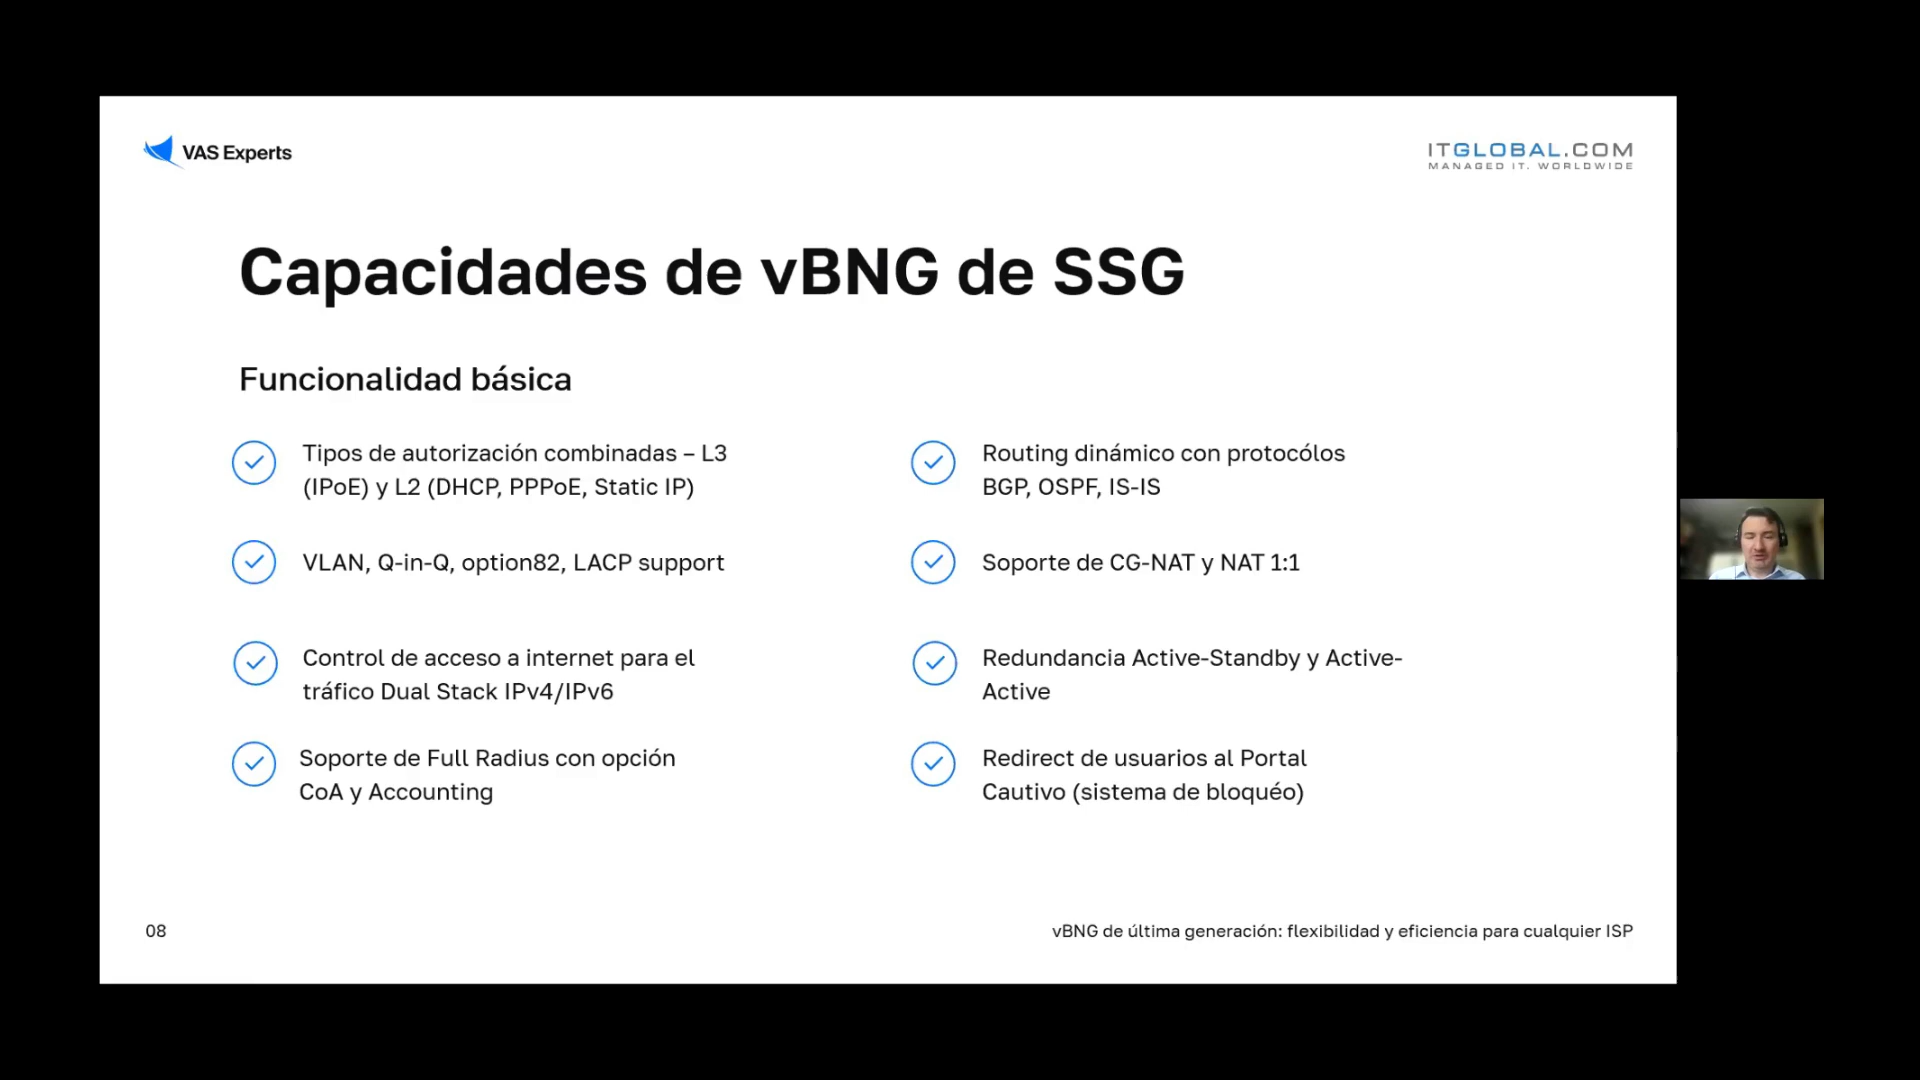 VAS Experts
ITGLOBAL.COM
MANAGED IT. WORLDWIDE
Capacidades de vBNG de SSG
Funcionalidad básica
Tipos de autorización combinadas – L3
(IPoE) y L2 (DHCP, PPPoE, Static IP)
VLAN, Q-in-Q, option82, LACP support
Control de acceso a internet para el
tráfico Dual Stack IPv4/IPv6
Soporte de Full Radius con opción
CoA y Accounting
Routing dinámico con protocólos
BGP, OSPF, IS-IS
Soporte de CG-NAT y NAT 1:1
Redundancia Active-Standby y Active-
Active
Redirect de usuarios al Portal
Cautivo (sistema de bloquéo)
08
vBNG de última generación: flexibilidad y eficiencia para cualquier ISP